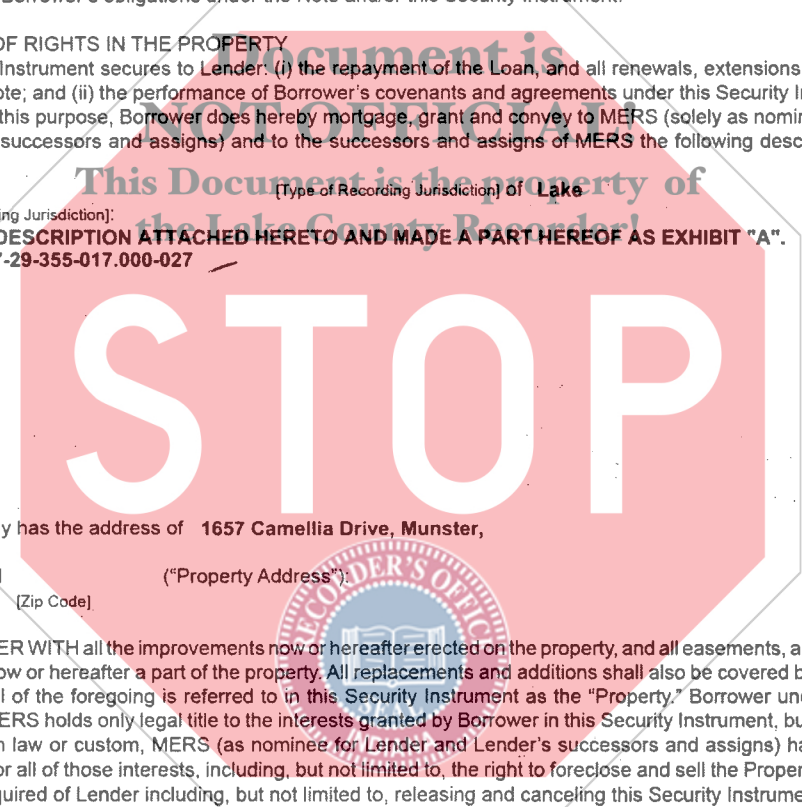 Borrower's obligations under the Note and/or this Security Instrument.
OF RIGHTS IN THE PROPERTY
Instrument secures to Lender: (i) the repayment of the Loan, and all renewals, extensions
ote; and (ii) the performance of Borrower's covenants and agreements under this Security In
this purpose, Borrower does hereby mortgage, grant and convey to MERS (solely as nomin
successors and assigns) and to the successors and assigns of MERS the following desc
Document is
NOT OFFICIAL!
This Document is the property of
the Lake County Recorder!
[Type of Recording Jurisdiction] of Lake
ing Jurisdiction]:
DESCRIPTION ATTACHED HERETO AND MADE A PART HEREOF AS EXHIBIT "A".
7-29-355-017.000-027
STOP
y has the address of 1657 Camellia Drive, Munster,
("Property Address"):
[Zip Code]
RECORDER'S OFFICE
SEAL
INDIANA
ER WITH all the improvements now or hereafter erected on the property, and all easements, a
ow or hereafter a part of the property. All replacements and additions shall also be covered b
l of the foregoing is referred to in this Security Instrument as the "Property." Borrower un
ERS holds only legal title to the interests granted by Borrower in this Security Instrument, bu
h law or custom, MERS (as nominee for Lender and Lender's successors and assigns) ha
or all of those interests, including, but not limited to, the right to foreclose and sell the Proper
quired of Lender including, but not limited to, releasing and canceling this Security Instrume